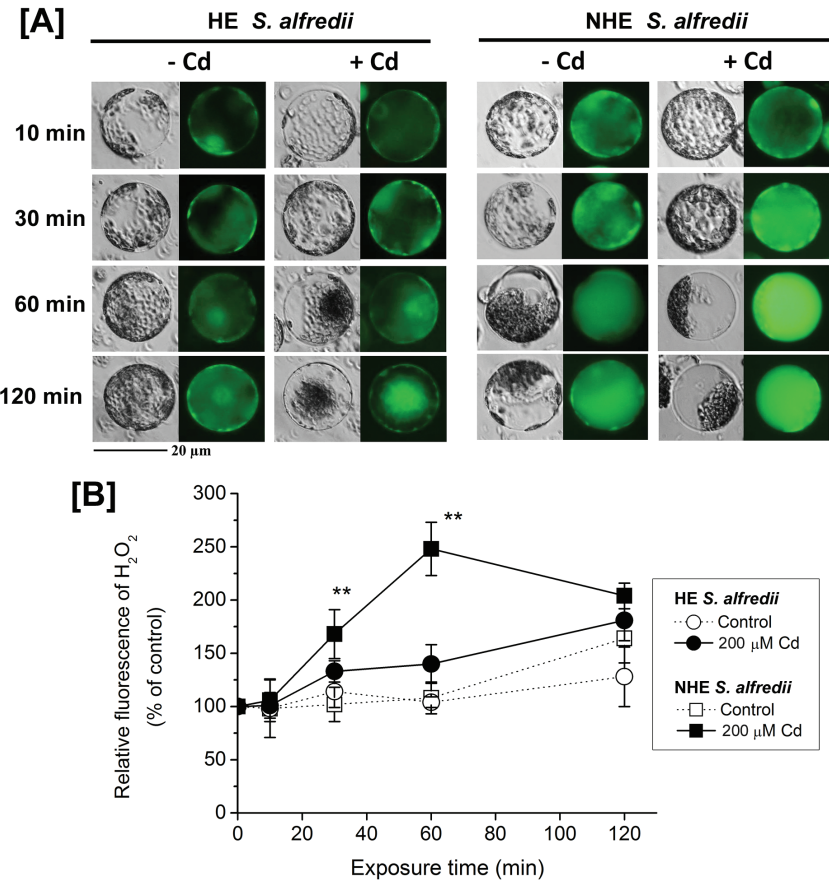 [A]
HE S. alfredii
NHE S. alfredii
- Cd
+ Cd
- Cd
+ Cd
10 min
30 min
60 min
120 min
20 µm
[B]
Relative fluorescence of H2O2
(% of control)
300
250
200
150
100
50
0
**
**
0
20
40
60
80
100
120
Exposure time (min)
HE S. alfredii
Control
200 µM Cd
NHE S. alfredii
Control
200 µM Cd